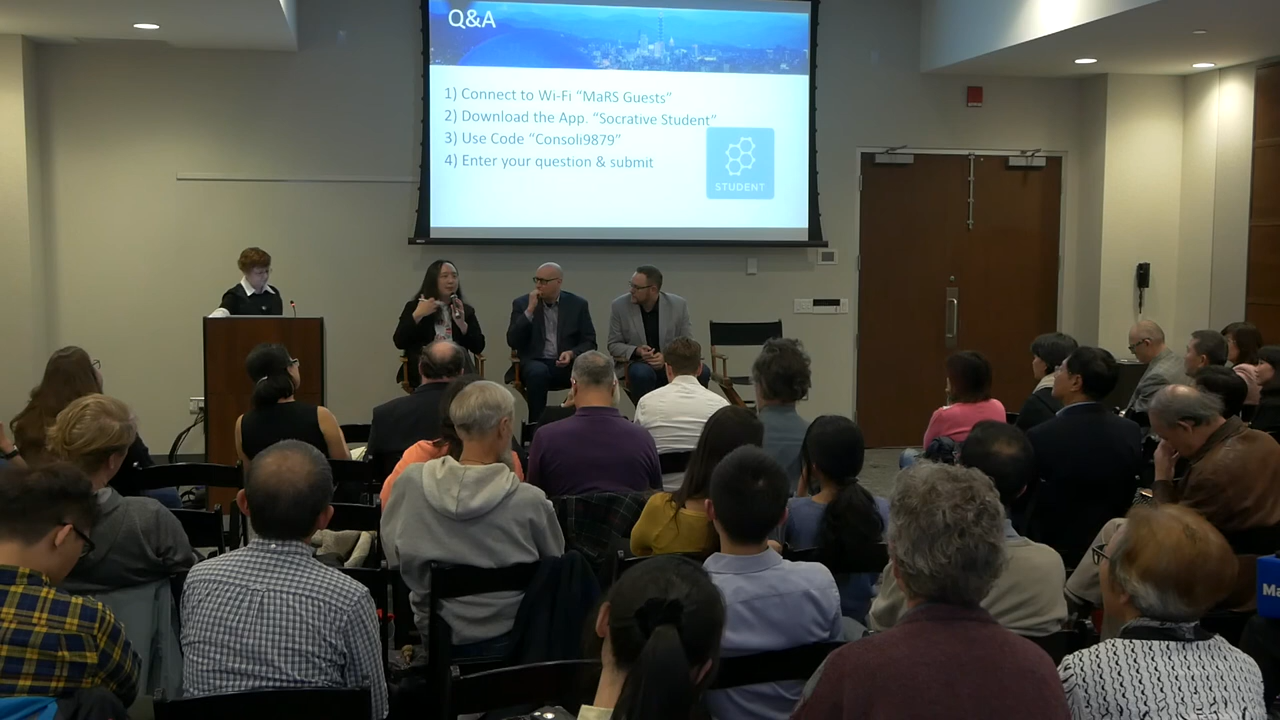 Q&A
1) Connect to Wi-Fi “MaRS Guests”
2) Download the App. “Socrative Student”
3) Use Code “Consoli9879”
4) Enter your question & submit
STUDENT
Ma